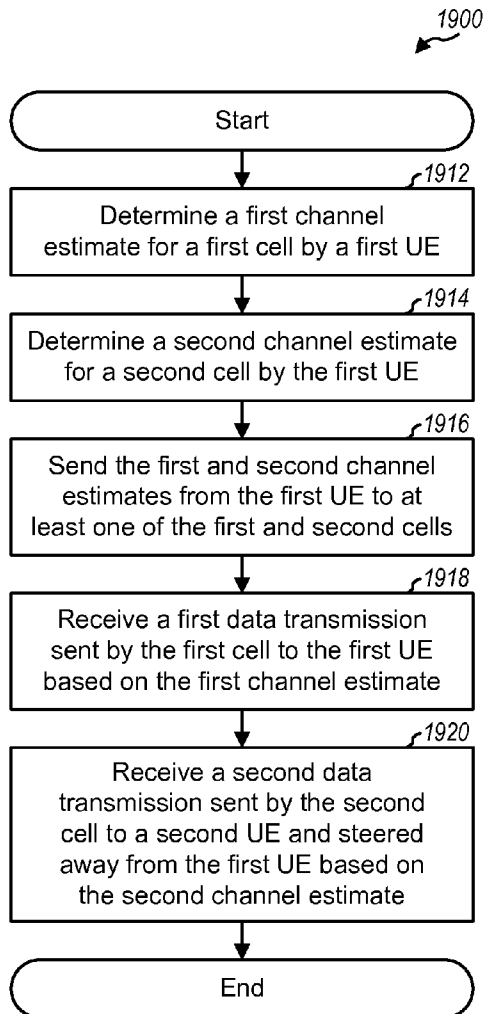 1900
Start
1912
Determine a first channel
estimate for a first cell by a first UE
1914
Determine a second channel estimate
for a second cell by the first UE
1916
Send the first and second channel
estimates from the first UE to at
least one of the first and second cells
1918
Receive a first data transmission
sent by the first cell to the first UE
based on the first channel estimate
1920
Receive a second data
transmission sent by the second
cell to a second UE and steered
away from the first UE based on
the second channel estimate
End